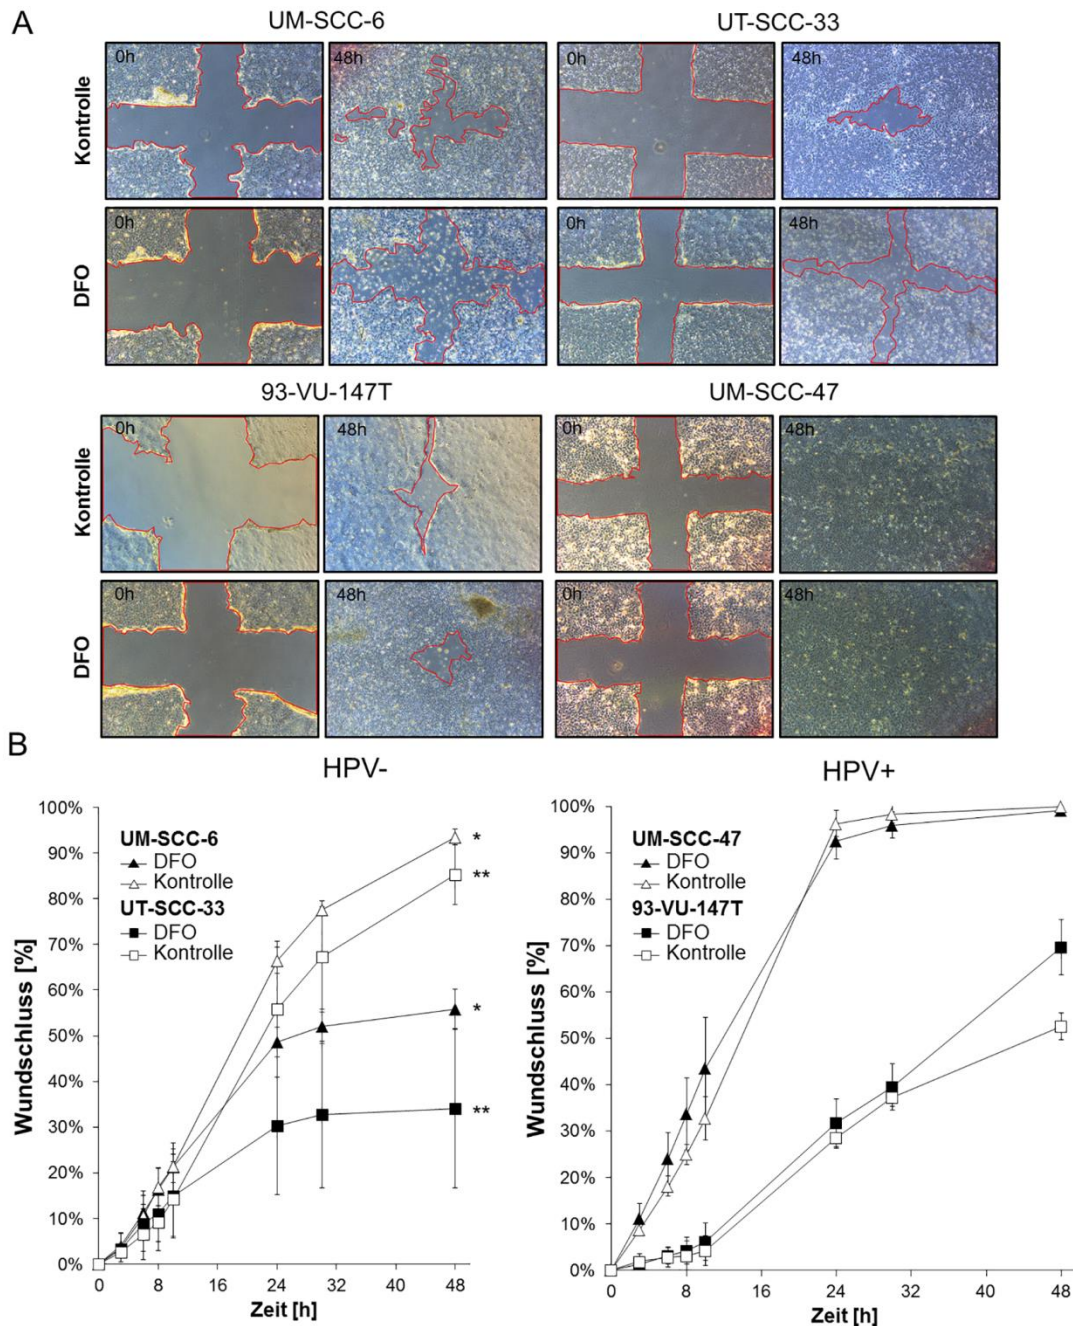 A
UM-SCC-6 UT-SCC-33
Kontrolle 0h 48h 0h 48h
DFO 0h 48h 0h 48h
93-VU-147T UM-SCC-47
Kontrolle 0h 48h 0h 48h
DFO 0h 48h 0h 48h
B
HPV-
Wundschluss [%]
100%
90%
80%
70%
60%
50%
40%
30%
20%
10%
0%
UM-SCC-6
DFO
Kontrolle
UT-SCC-33
DFO
Kontrolle
*
**
*
**
0 8 16 24 32 40 48
Zeit [h]
HPV+
Wundschluss [%]
100%
90%
80%
70%
60%
50%
40%
30%
20%
10%
0%
UM-SCC-47
DFO
Kontrolle
93-VU-147T
DFO
Kontrolle
0 8 16 24 32 40 48
Zeit [h]